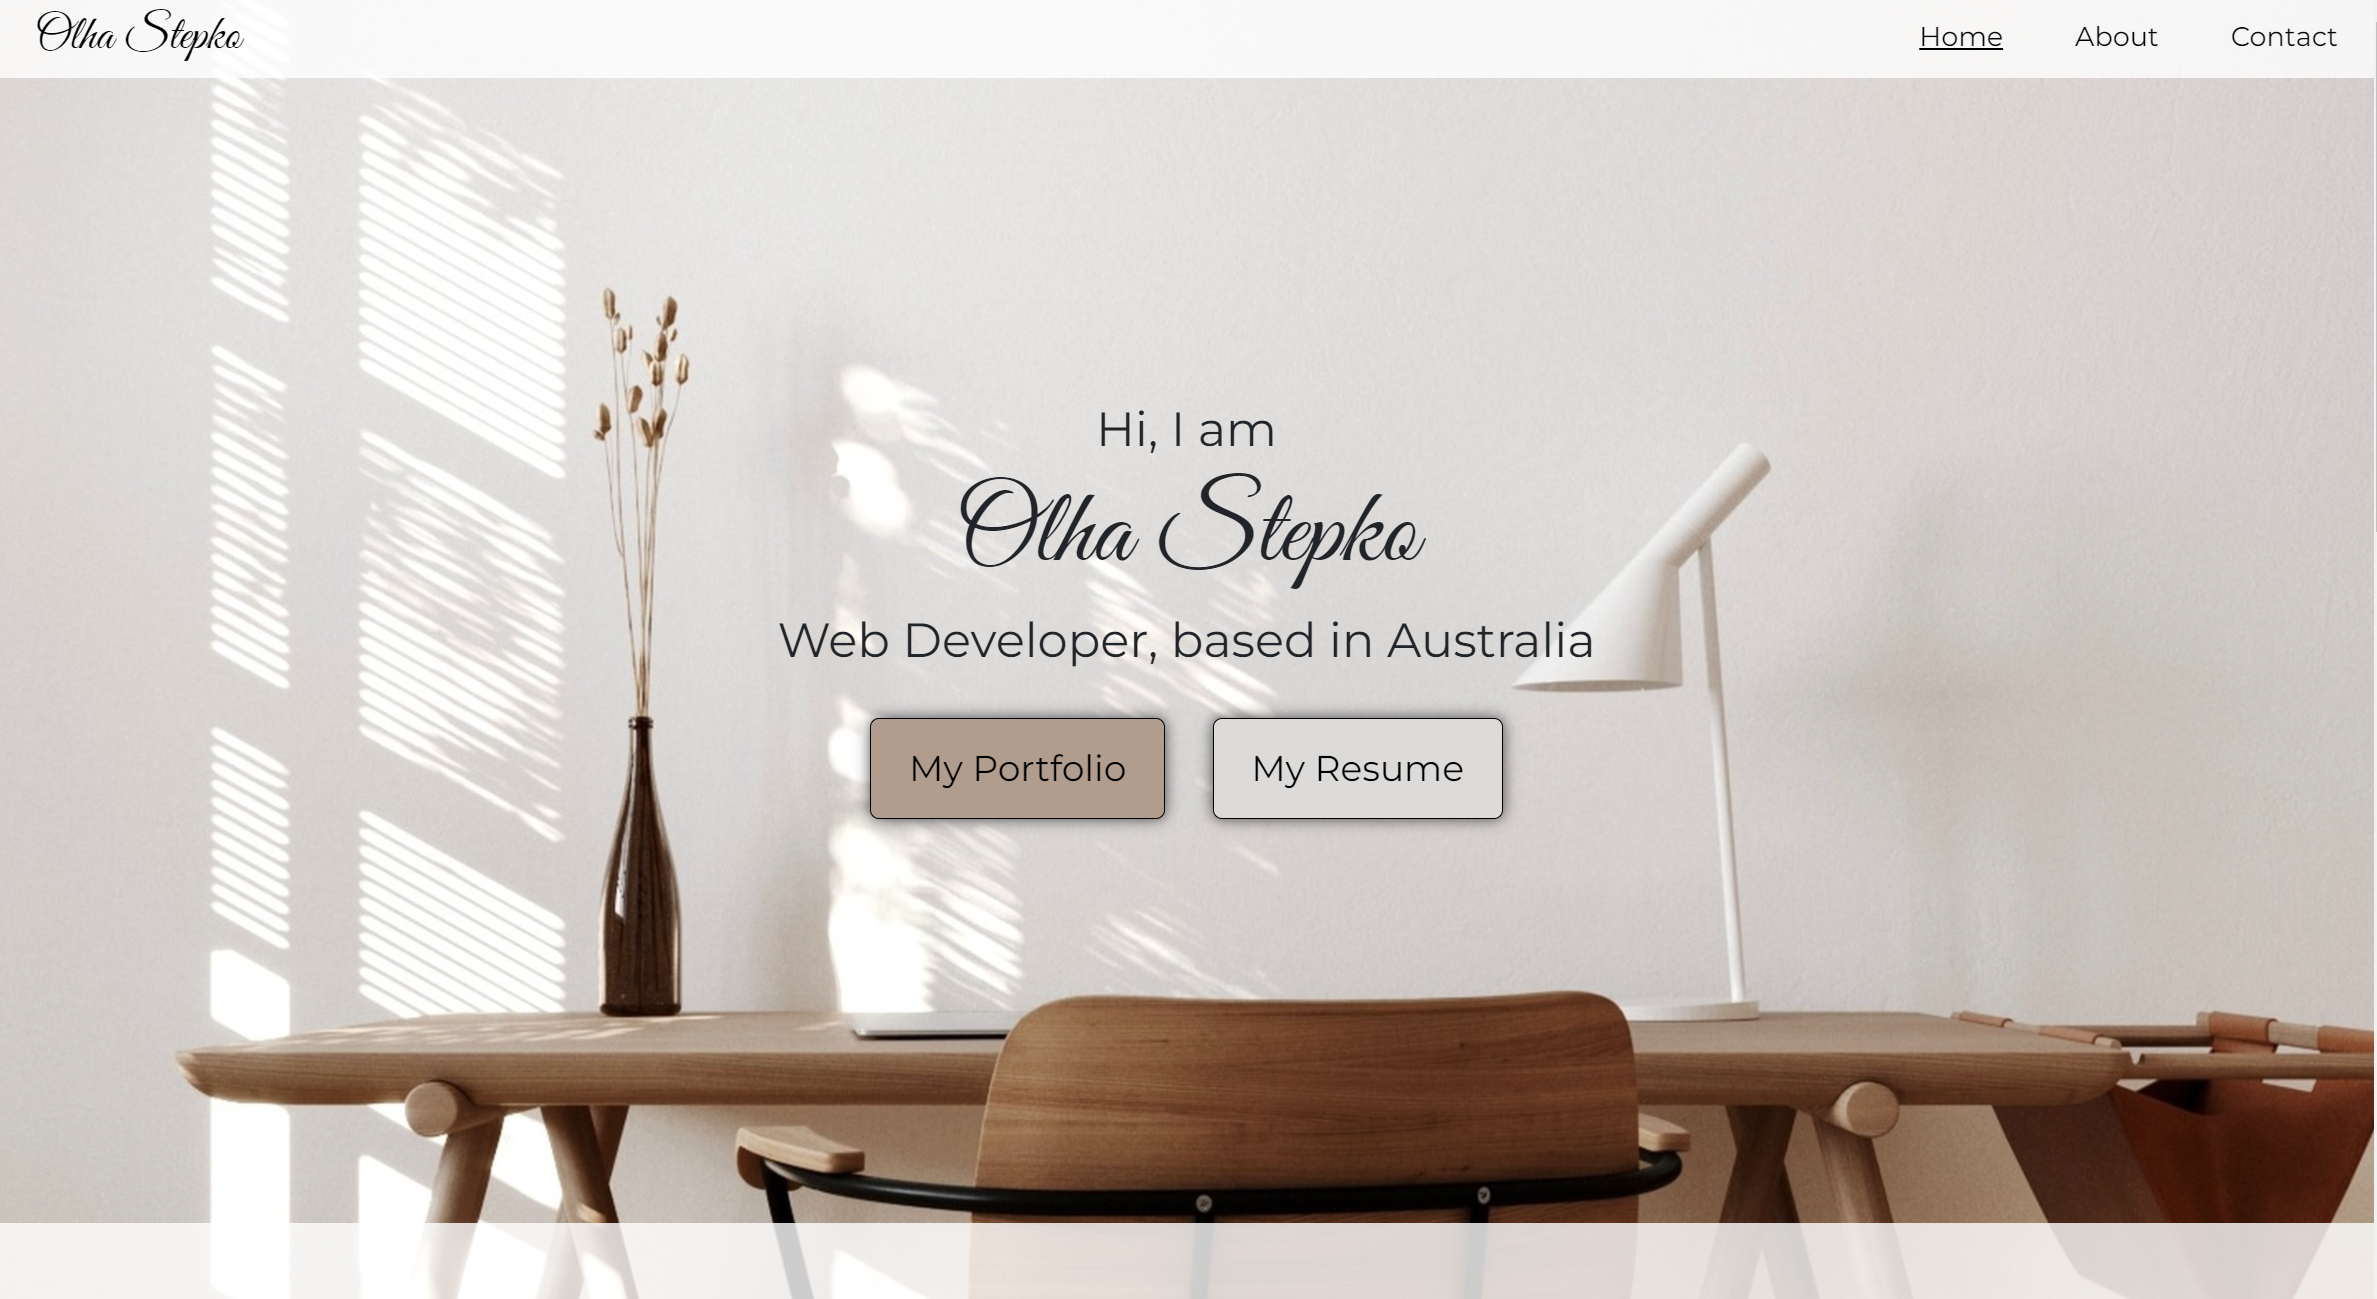 Olha Stepko
Home About Contact
Hi, I am
Olha Stepko
Web Developer, based in Australia
My Portfolio My Resume